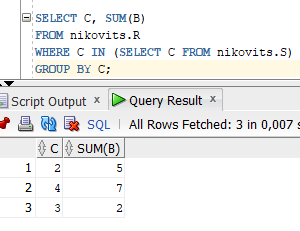 SELECT C, SUM(B)
FROM nikovits.R
WHERE C IN (SELECT C FROM nikovits.S)
GROUP BY C;
Script Output x Query Result x
SQL | All Rows Fetched: 3 in 0,007 s
C SUM(B)
1 2 5
2 4 7
3 3 2